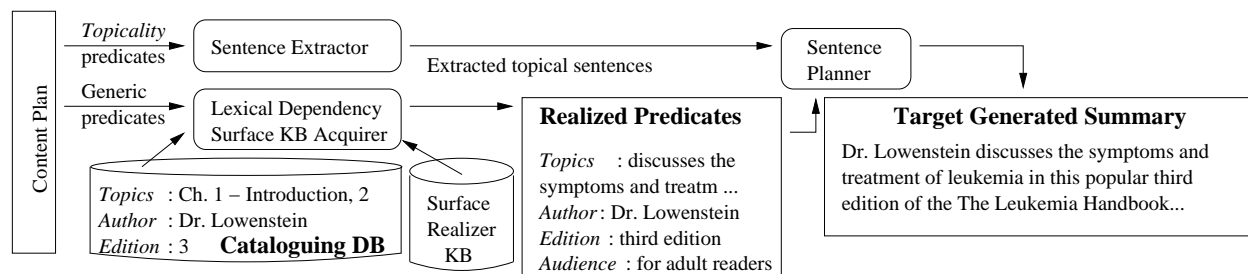 Content Plan
Topicality
predicates
Sentence Extractor
Extracted topical sentences
Sentence
Planner
Generic
predicates
Lexical Dependency
Surface KB Acquirer
Topics : Ch. 1 – Introduction, 2
Author : Dr. Lowenstein
Edition : 3 Cataloguing DB
Surface
Realizer
KB
Realized Predicates
Topics : discusses the
symptoms and treatm ...
Author : Dr. Lowenstein
Edition : third edition
Audience : for adult readers
Target Generated Summary
Dr. Lowenstein discusses the symptoms and
treatment of leukemia in this popular third
edition of the The Leukemia Handbook...